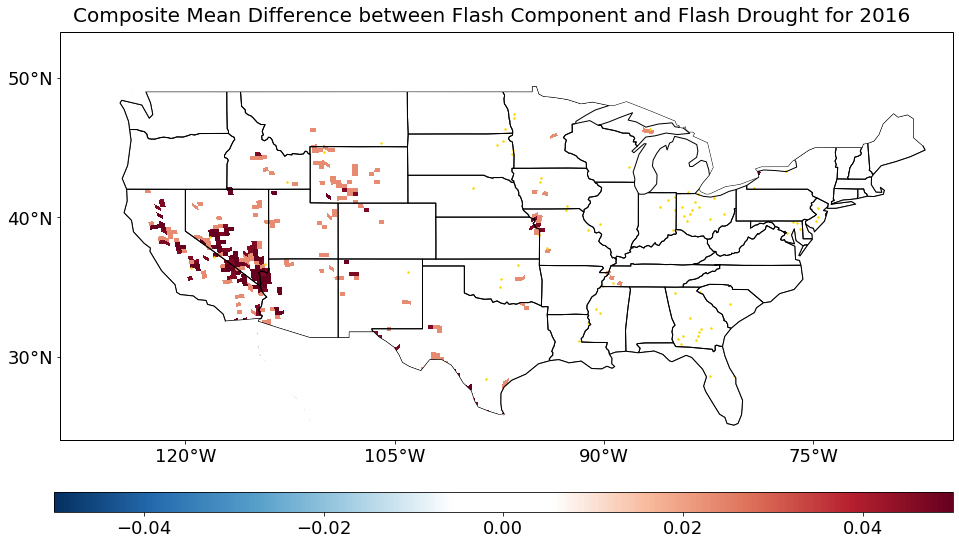 Composite Mean Difference between Flash Component and Flash Drought for 2016
50°N
40°N
30°N
120°W 105°W 90°W 75°W
−0.04 −0.02 0.00 0.02 0.04